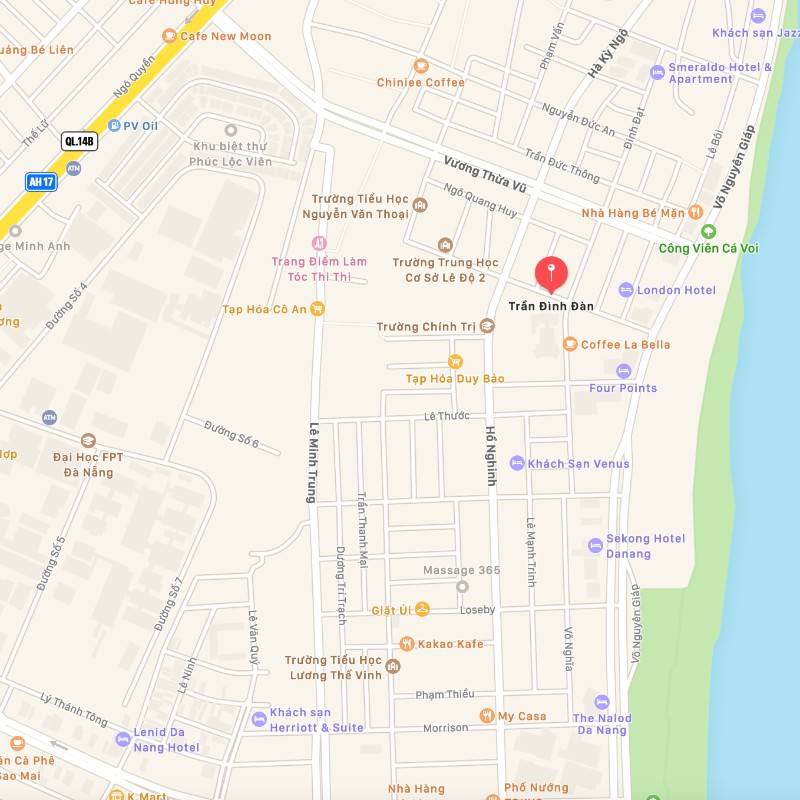 Cafe Hưng Huy
Cafe New Moon
Quảng Bé Liên
Khách sạn Jazz
Phạm Văn
Hà Kỳ Ngộ
Ngô Quyền
Chiniee Coffee
Smeraldo Hotel &
Apartment
Thế Lữ
PV Oil
QL.14B
Khu biệt thự
Phúc Lộc Viên
Nguyễn Đức An
Đinh Đạt
Lê Bôi
Võ Nguyên Giáp
Vương Thừa Vũ
Trần Đức Thông
ATM
AH 17
Trường Tiểu Học
Nguyễn Văn Thoại
Ngô Quang Huy
Nhà Hàng Bé Mặn
ge Minh Anh
Trang Điểm Làm
Tóc Thi Thi
Trường Trung Học
Cơ Sở Lê Độ 2
Công Viên Cá Voi
Đường Số 4
London Hotel
Trần Đình Đàn
Tạp Hóa Cô An
Trường Chính Trị
Coffee La Bella
Tạp Hóa Duy Bảo
Four Points
ATM
Lê Thước
Đường Số 6
Đại Học FPT
Đà Nẵng
Lê Minh Trung
Hồ Nghinh
Khách Sạn Venus
Trần Thanh Mai
Lê Mạnh Trinh
Đường Số 5
Sekong Hotel
Danang
Dương Trí Trạch
Massage 365
Đường Số 7
Giặt Ủi
Loseby
Lê Văn Quý
Võ Nghĩa
Võ Nguyên Giáp
Kakao Kafe
Lê Ninh
Trường Tiểu Học
Lương Thế Vinh
Phạm Thiều
Lý Thánh Tông
Khách sạn
Herriott & Suite
My Casa
The Nalod
Da Nang
Lenid Da
Nang Hotel
Morrison
Sao Mai
K.Mart
Nhà Hàng
Phố Nướng